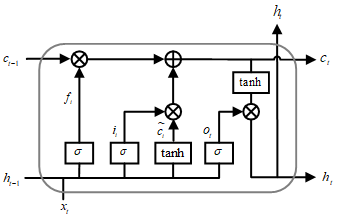 h_t
c_{t-1}
c_t
tanh
f_t
i_t
c̃_t
o_t
σ
σ
tanh
σ
h_{t-1}
h_t
x_t